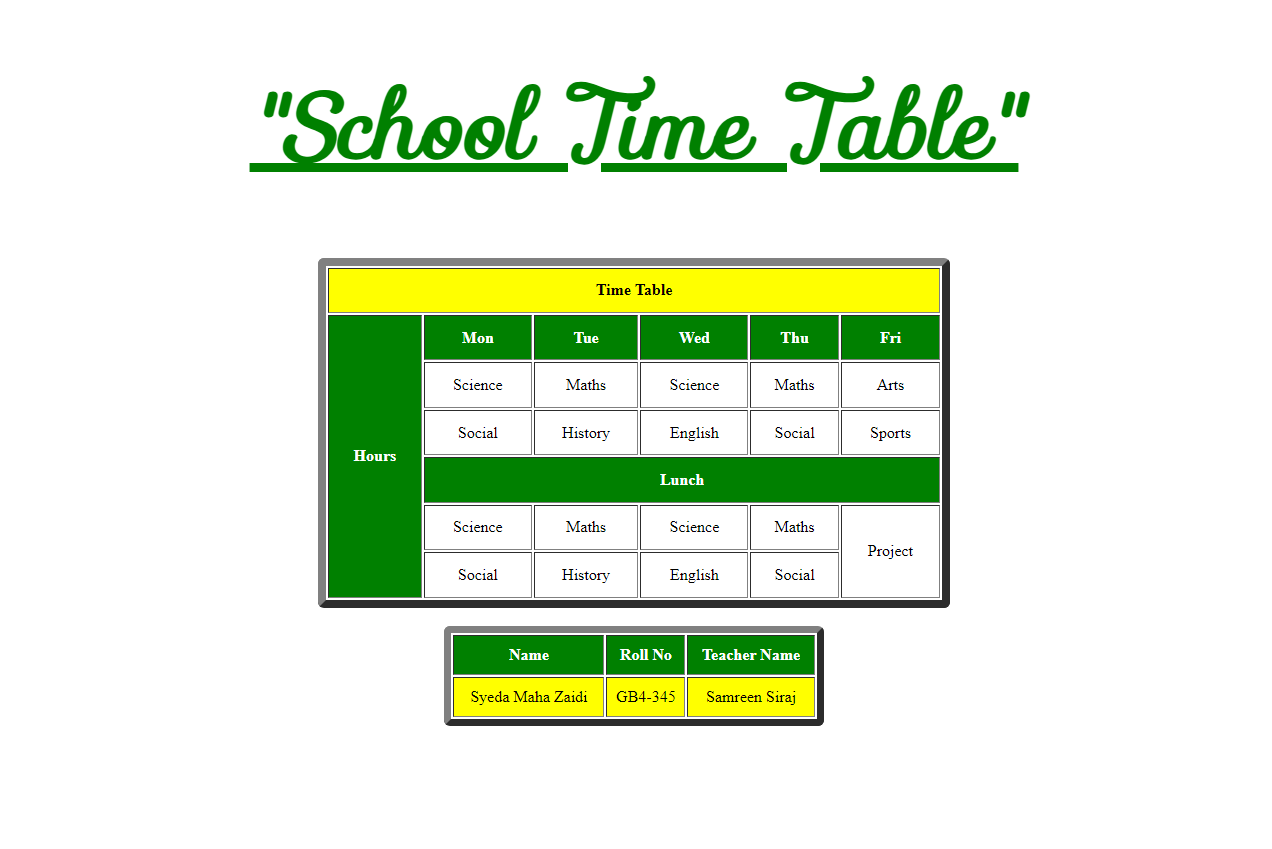 "School Time Table"
Time Table
Mon Tue Wed Thu Fri
Science Maths Science Maths Arts
Social History English Social Sports
Hours
Lunch
Science Maths Science Maths
Project
Social History English Social
Name Roll No Teacher Name
Syeda Maha Zaidi GB4-345 Samreen Siraj